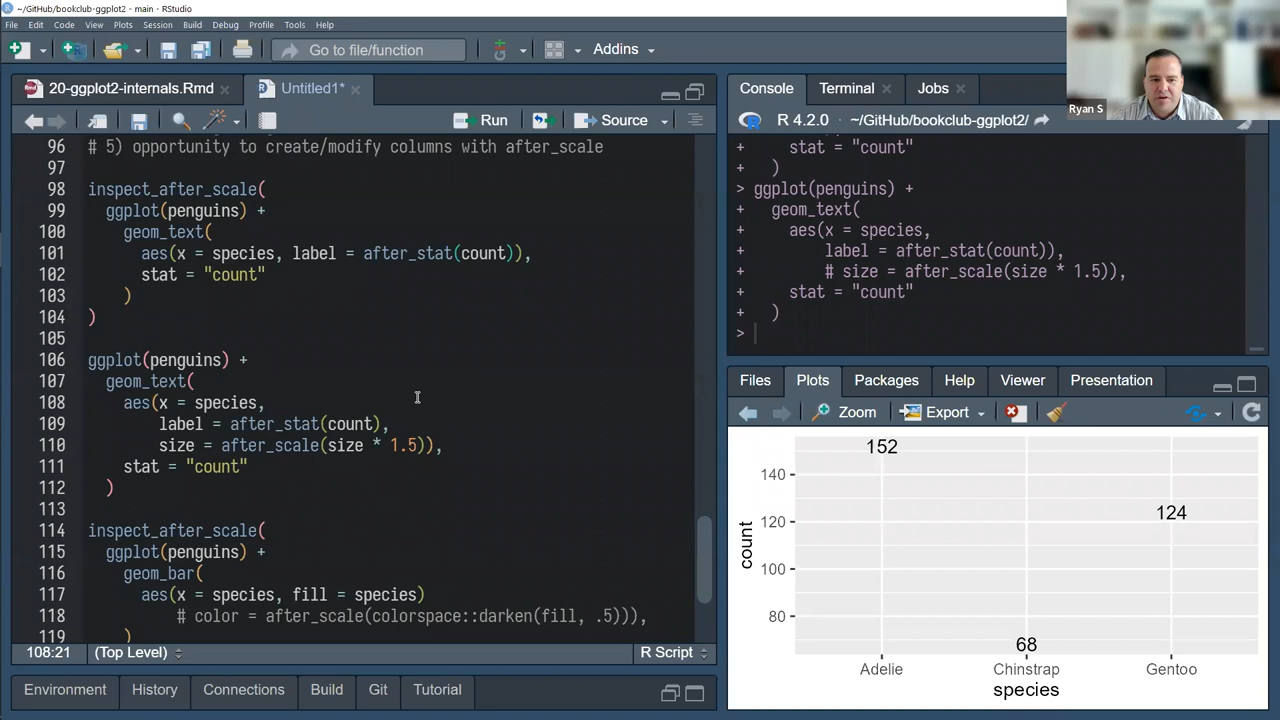 ~/GitHub/bookclub-ggplot2 - main - RStudio
File Edit Code View Plots Session Build Debug Profile Tools Help
Go to file/function
Addins
20-ggplot2-internals.Rmd
Untitled1*
Run
Source
96 # 5) opportunity to create/modify columns with after_scale
97
98 inspect_after_scale(
99 ggplot(penguins) +
100 geom_text(
101 aes(x = species, label = after_stat(count)),
102 stat = "count"
103 )
104 )
105
106 ggplot(penguins) +
107 geom_text(
108 aes(x = species,
109 label = after_stat(count),
110 size = after_scale(size * 1.5)),
111 stat = "count"
112 )
113
114 inspect_after_scale(
115 ggplot(penguins) +
116 geom_bar(
117 aes(x = species, fill = species)
118 # color = after_scale(colorspace::darken(fill, .5))),
119 )
108:21 (Top Level) R Script
Environment History Connections Build Git Tutorial
Console Terminal Jobs
Ryan S
R 4.2.0 ~/GitHub/bookclub-ggplot2/
+ stat = "count"
+ )
> ggplot(penguins) +
+ geom_text(
+ aes(x = species,
+ label = after_stat(count)),
+ # size = after_scale(size * 1.5)),
+ stat = "count"
+ )
>
Files Plots Packages Help Viewer Presentation
Zoom Export
152
140
124
120
count
100
80
68
Adelie Chinstrap Gentoo
species